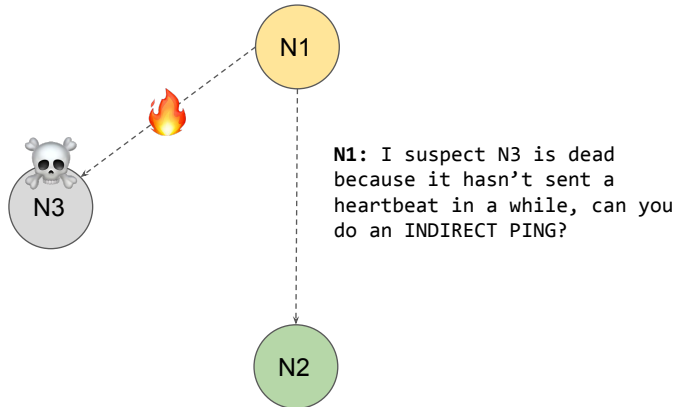 N1
N3
N1: I suspect N3 is dead
because it hasn’t sent a
heartbeat in a while, can you
do an INDIRECT PING?
N2